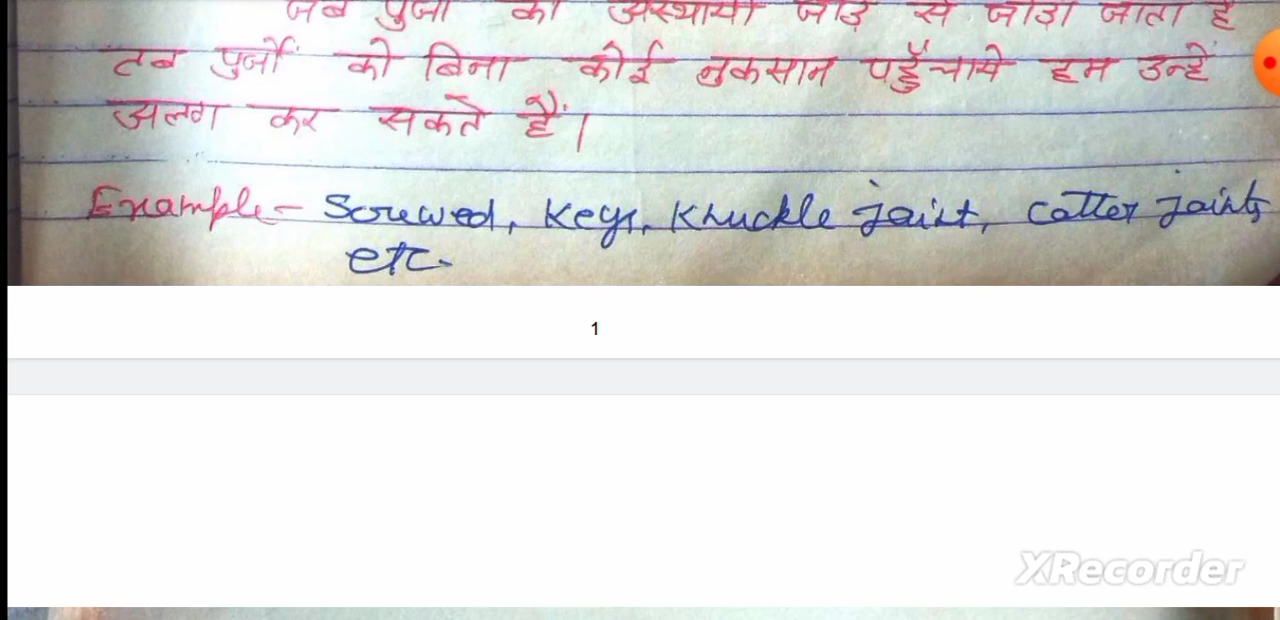 जब पुर्जों को अस्थायी जोड़ से जोड़ा जाता है
तब पुर्जों को बिना कोई नुकसान पहुँचाये हम उन्हें
अलग कर सकते हैं।
Example- Screwed, Keys, Knuckle joint, cotter joints
etc.
1
XRecorder